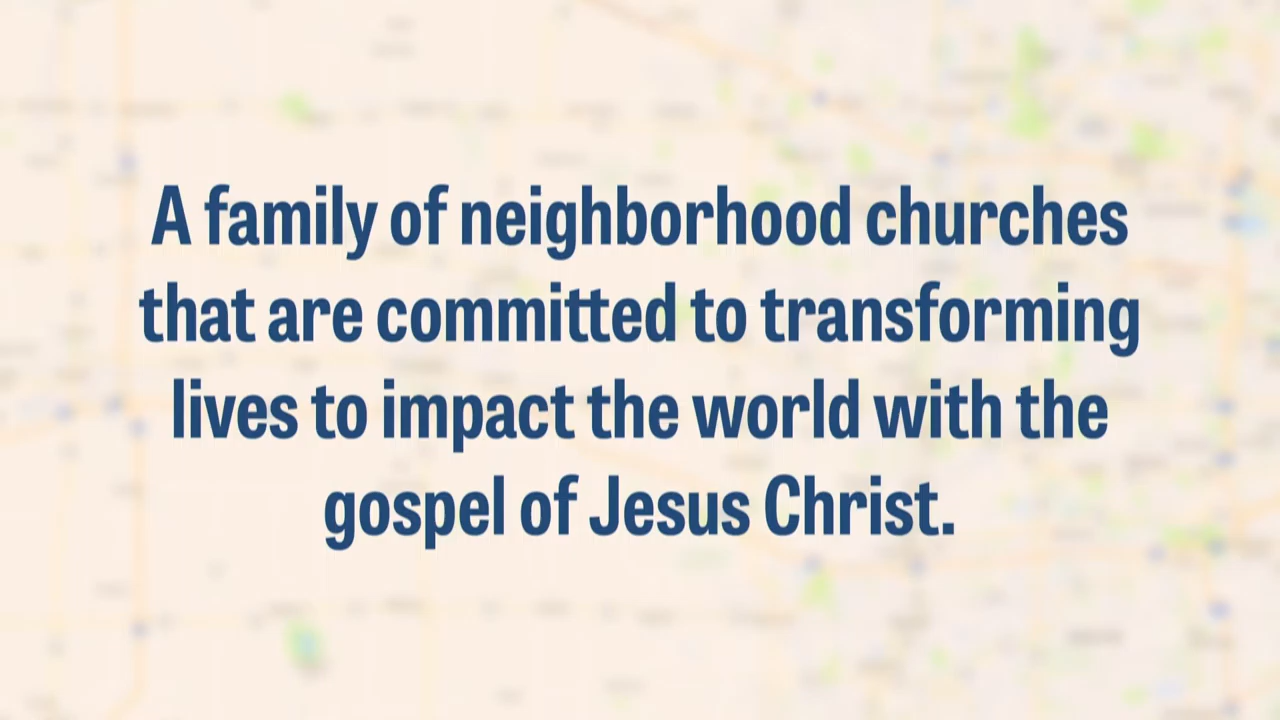 A family of neighborhood churches
that are committed to transforming
lives to impact the world with the
gospel of Jesus Christ.